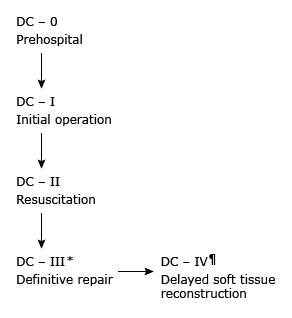 DC – 0
Prehospital
DC – I
Initial operation
DC – II
Resuscitation
DC – III*
Definitive repair
DC – IV¶
Delayed soft tissue
reconstruction